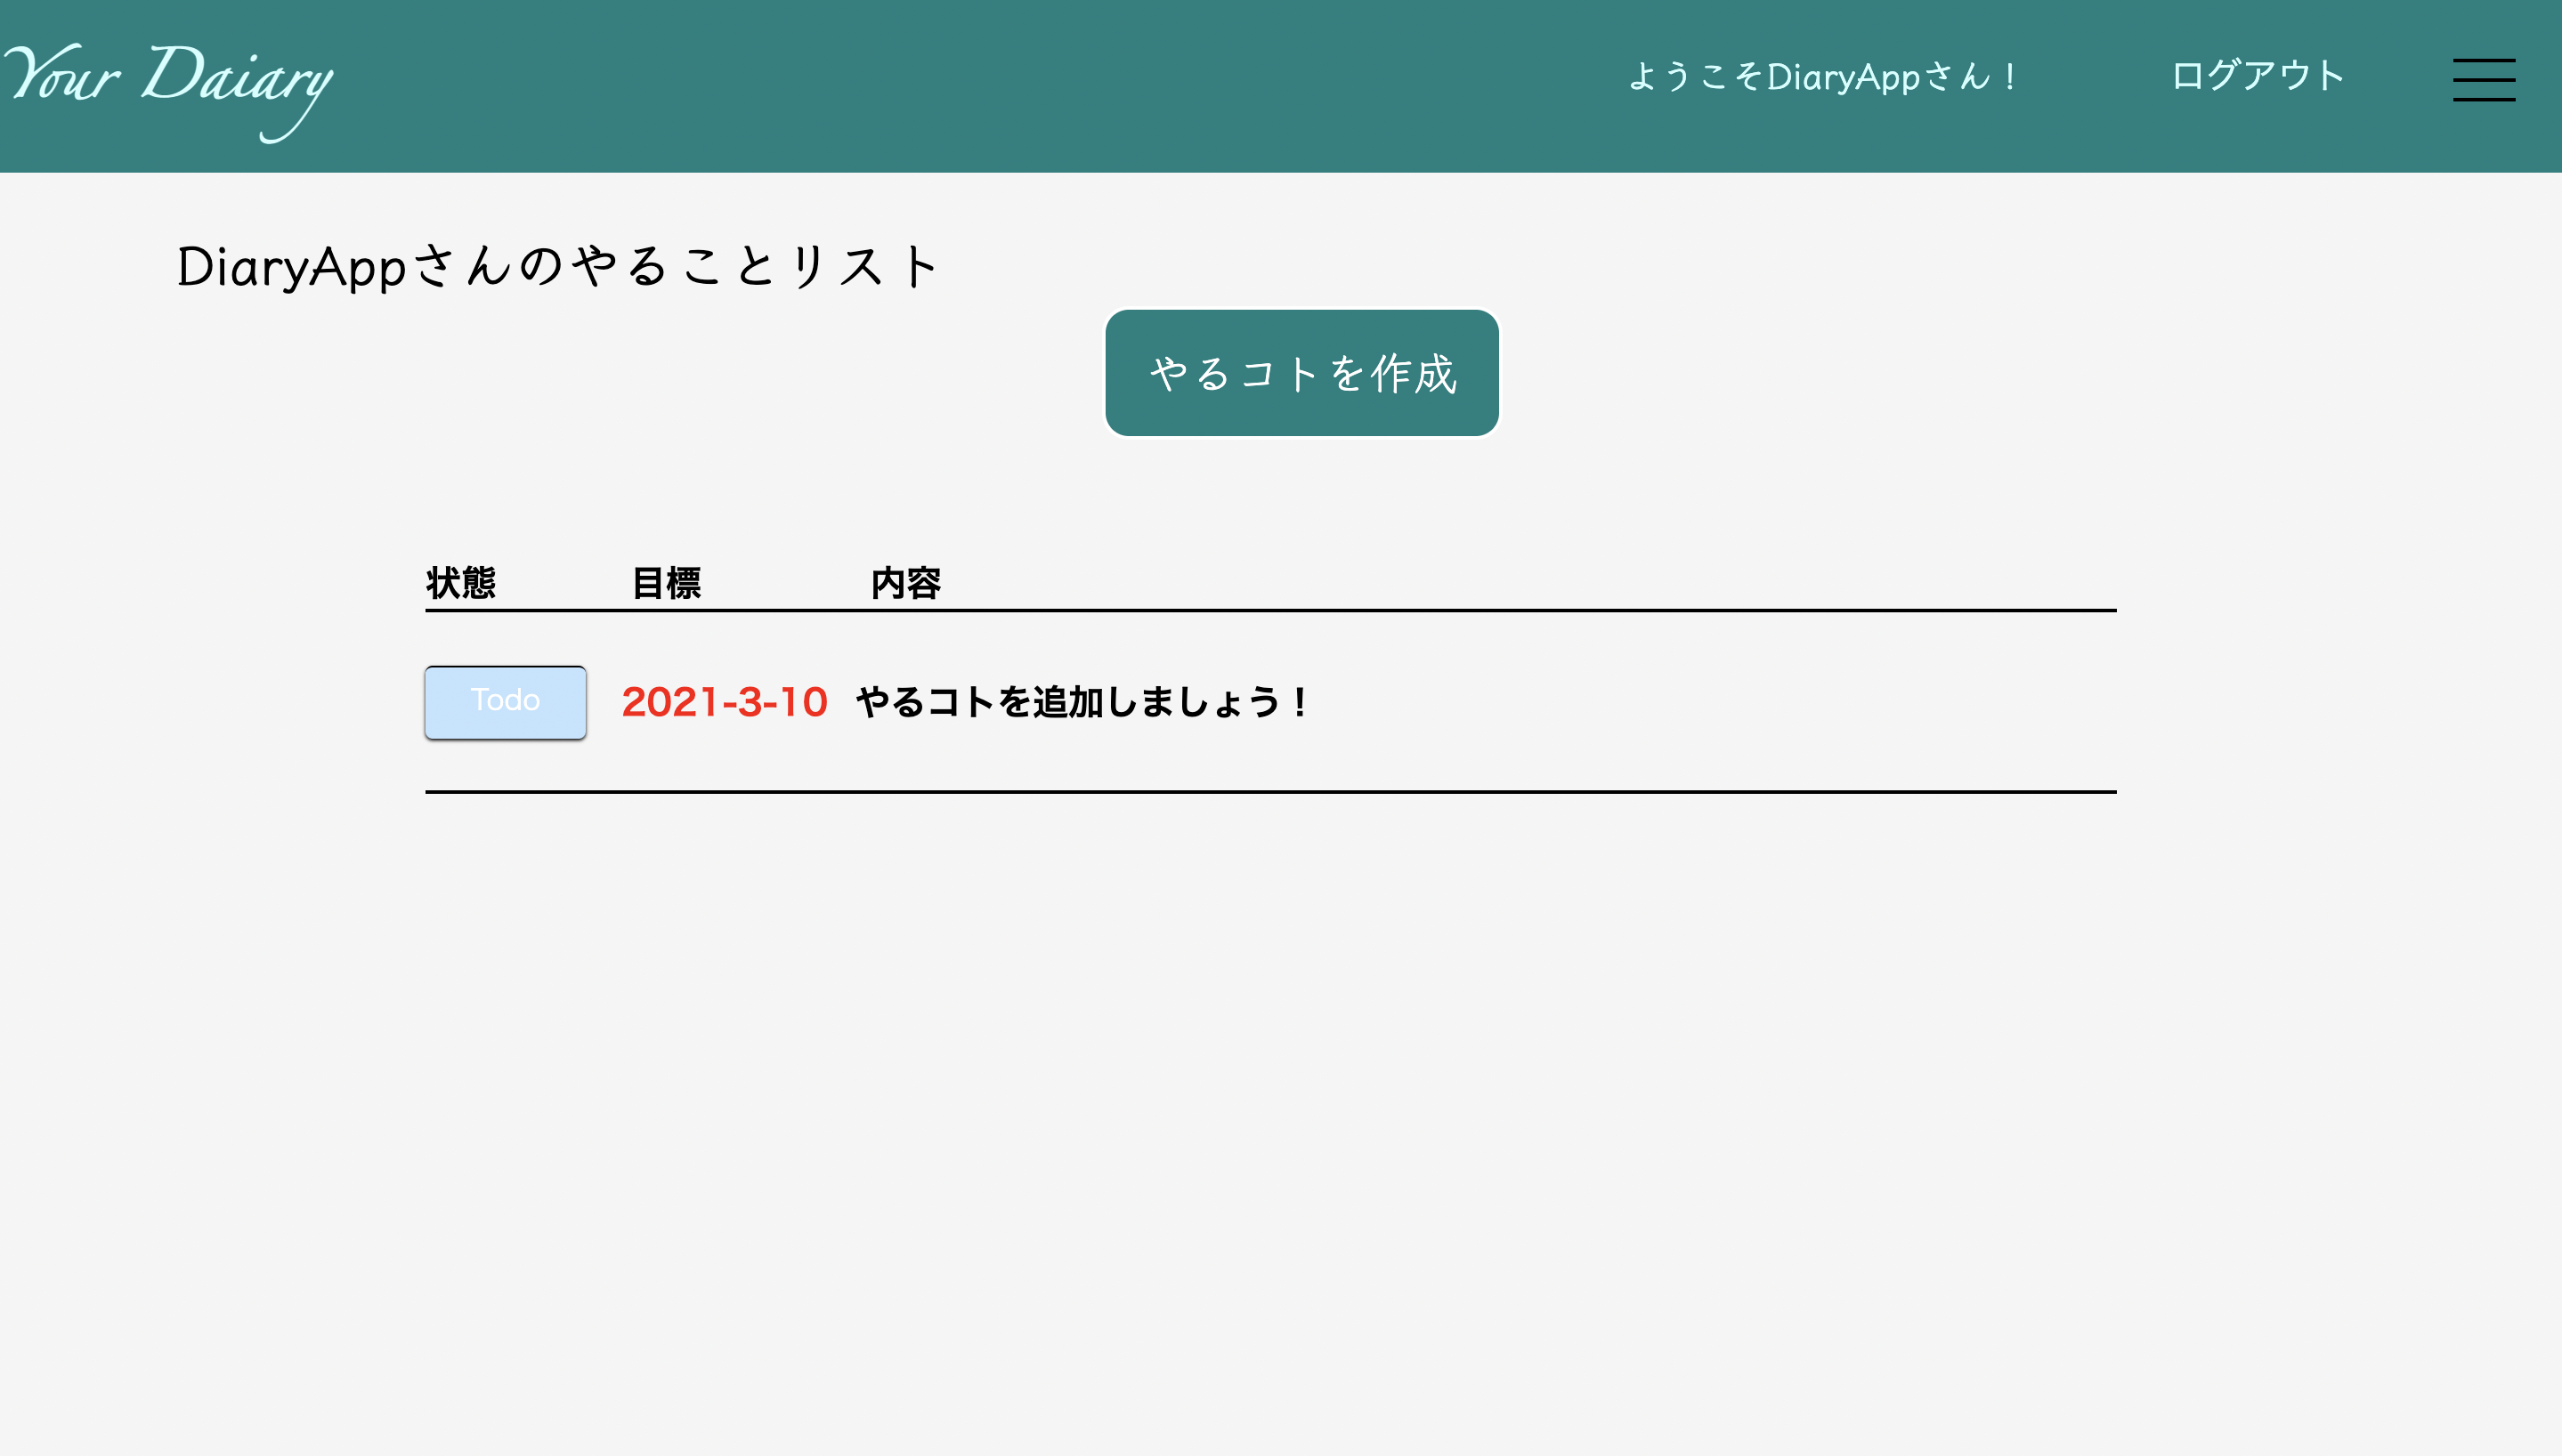 Your Daiary
ようこそDiaryAppさん！
ログアウト
DiaryAppさんのやることリスト
やるコトを作成
状態 目標 内容
Todo 2021-3-10 やるコトを追加しましょう！